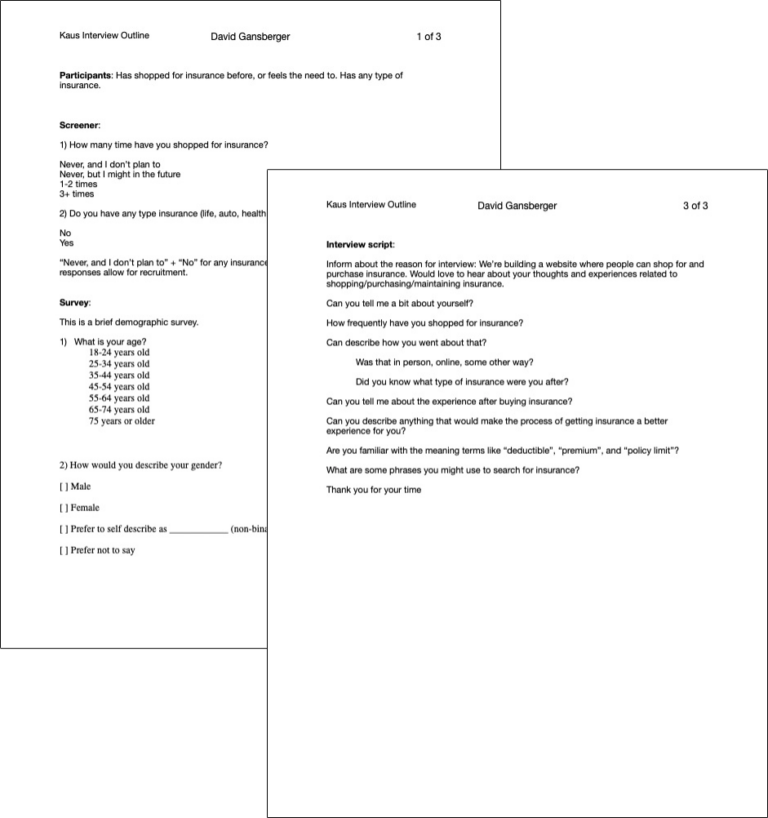 Kaus Interview Outline David Gansberger 1 of 3
Participants: Has shopped for insurance before, or feels the need to. Has any type of
insurance.
Screener:
1) How many time have you shopped for insurance?
Never, and I don't plan to
Never, but I might in the future
1-2 times
3+ times
2) Do you have any type insurance (life, auto, health
No
Yes
"Never, and I don't plan to" + "No" for any insurance
responses allow for recruitment.
Survey:
This is a brief demographic survey.
1) What is your age?
18-24 years old
25-34 years old
35-44 years old
45-54 years old
55-64 years old
65-74 years old
75 years or older
2) How would you describe your gender?
[ ] Male
[ ] Female
[ ] Prefer to self describe as ____________ (non-bina
[ ] Prefer not to say
Kaus Interview Outline David Gansberger 3 of 3
Interview script:
Inform about the reason for interview: We're building a website where people can shop for and
purchase insurance. Would love to hear about your thoughts and experiences related to
shopping/purchasing/maintaining insurance.
Can you tell me a bit about yourself?
How frequently have you shopped for insurance?
Can describe how you went about that?
Was that in person, online, some other way?
Did you know what type of insurance were you after?
Can you tell me about the experience after buying insurance?
Can you describe anything that would make the process of getting insurance a better
experience for you?
Are you familiar with the meaning terms like "deductible", "premium", and "policy limit"?
What are some phrases you might use to search for insurance?
Thank you for your time